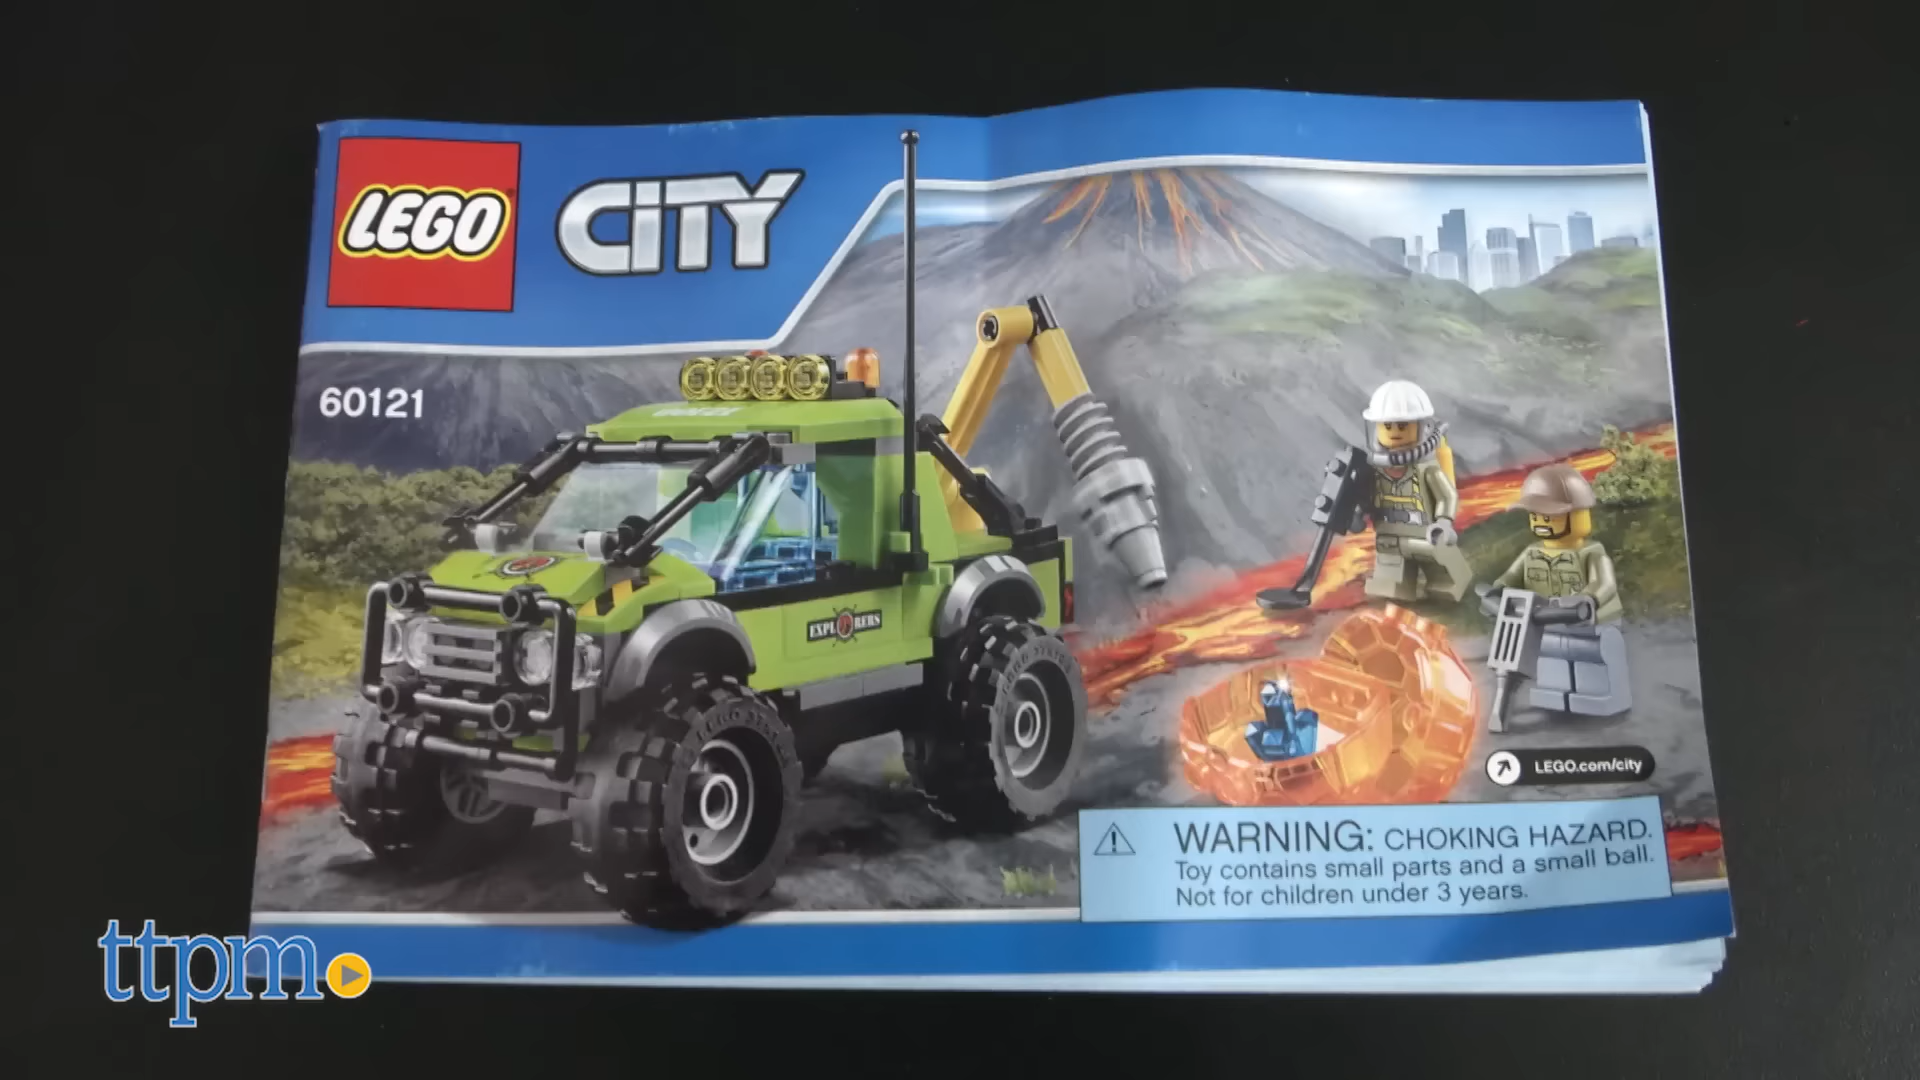 LEGO
CITY
60121
EXPLORERS
LEGO.com/city
WARNING: CHOKING HAZARD.
Toy contains small parts and a small ball.
Not for children under 3 years.
ttpm